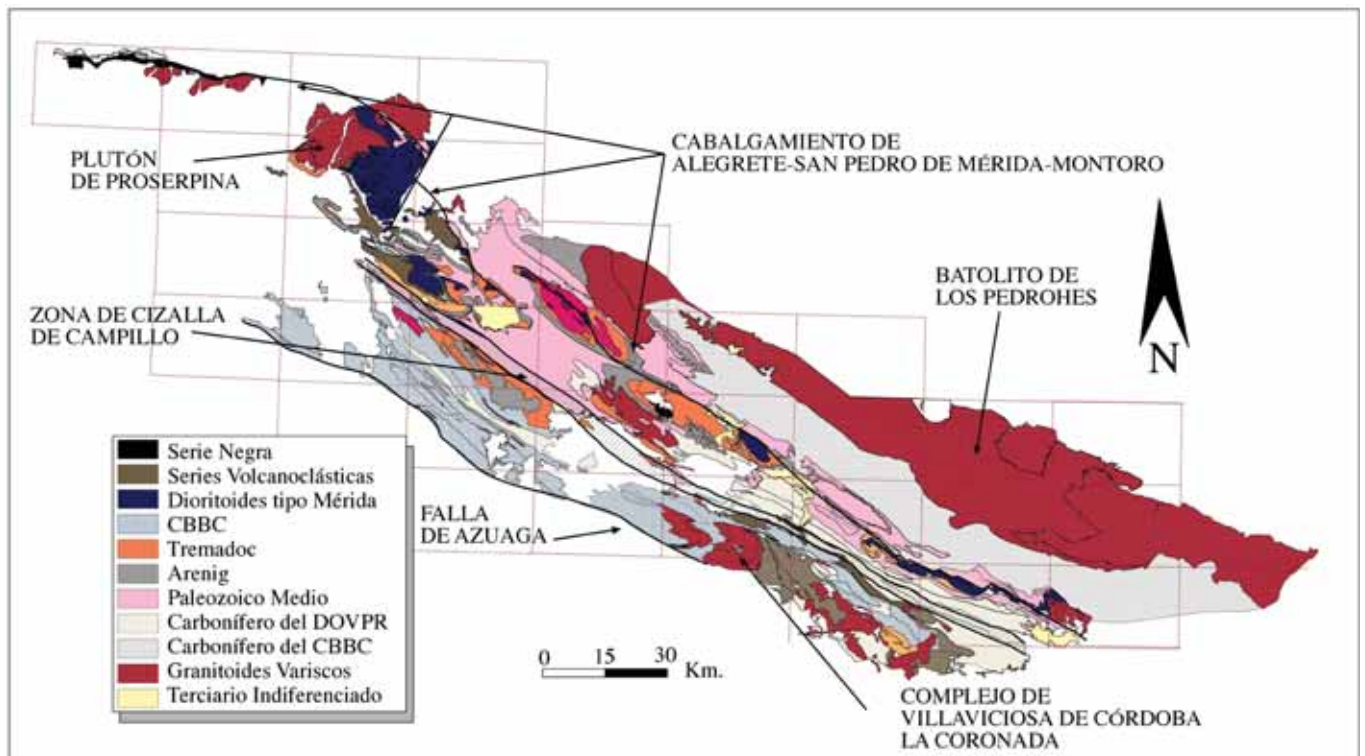 PLUTÓN
DE PROSERPINA
CABALGAMIENTO DE
ALEGRETE-SAN PEDRO DE MÉRIDA-MONTORO
BATOLITO DE
LOS PEDROHES
N
ZONA DE CIZALLA
DE CAMPILLO
Serie Negra
Series Volcanoclásticas
Dioritoides tipo Mérida
CBBC
Tremadoc
Arenig
Paleozoico Medio
Carbonífero del DOVPR
Carbonífero del CBBC
Granitoides Variscos
Terciario Indiferenciado
FALLA
DE AZUAGA
0 15 30
Km.
COMPLEJO DE
VILLAVICIOSA DE CÓRDOBA
LA CORONADA